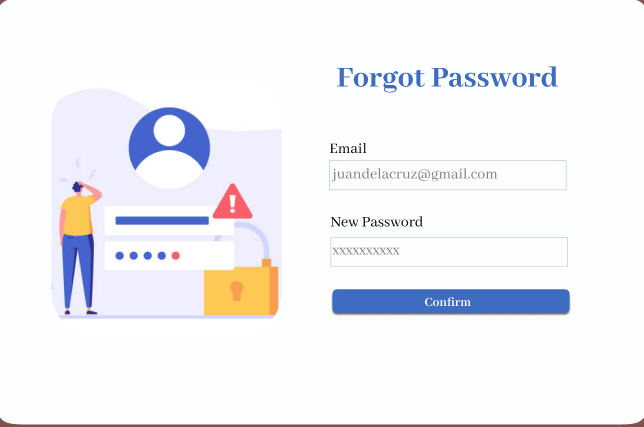 Forgot Password
Email
juandelacruz@gmail.com
New Password
xxxxxxxxxx
Confirm